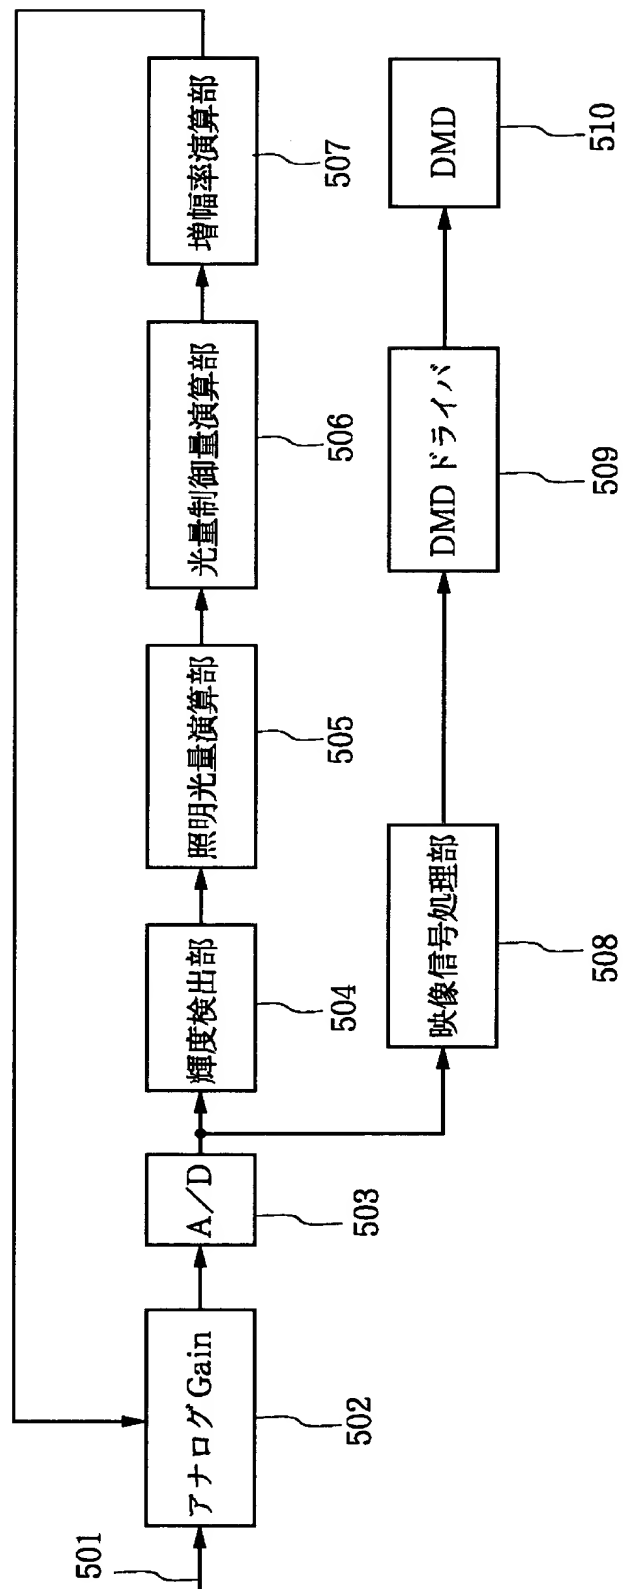 501
アナログGain
502
A/D
503
輝度検出部
504
照明光量演算部
505
光量制御量演算部
506
増幅率演算部
507
映像信号処理部
508
DMDドライバ
509
DMD
510